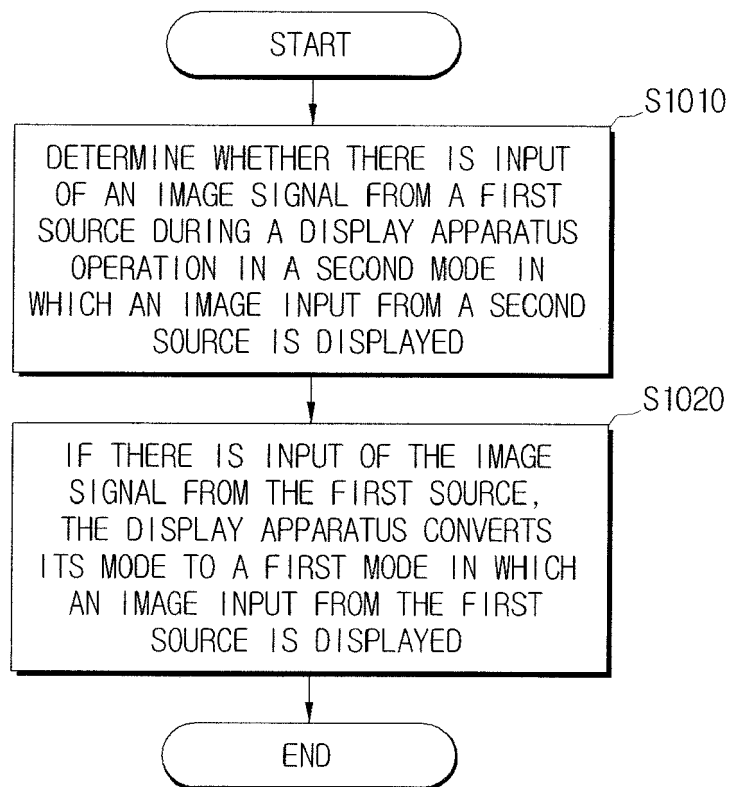 START
S1010
DETERMINE WHETHER THERE IS INPUT
OF AN IMAGE SIGNAL FROM A FIRST
SOURCE DURING A DISPLAY APPARATUS
OPERATION IN A SECOND MODE IN
WHICH AN IMAGE INPUT FROM A SECOND
SOURCE IS DISPLAYED
S1020
IF THERE IS INPUT OF THE IMAGE
SIGNAL FROM THE FIRST SOURCE,
THE DISPLAY APPARATUS CONVERTS
ITS MODE TO A FIRST MODE IN WHICH
AN IMAGE INPUT FROM THE FIRST
SOURCE IS DISPLAYED
END